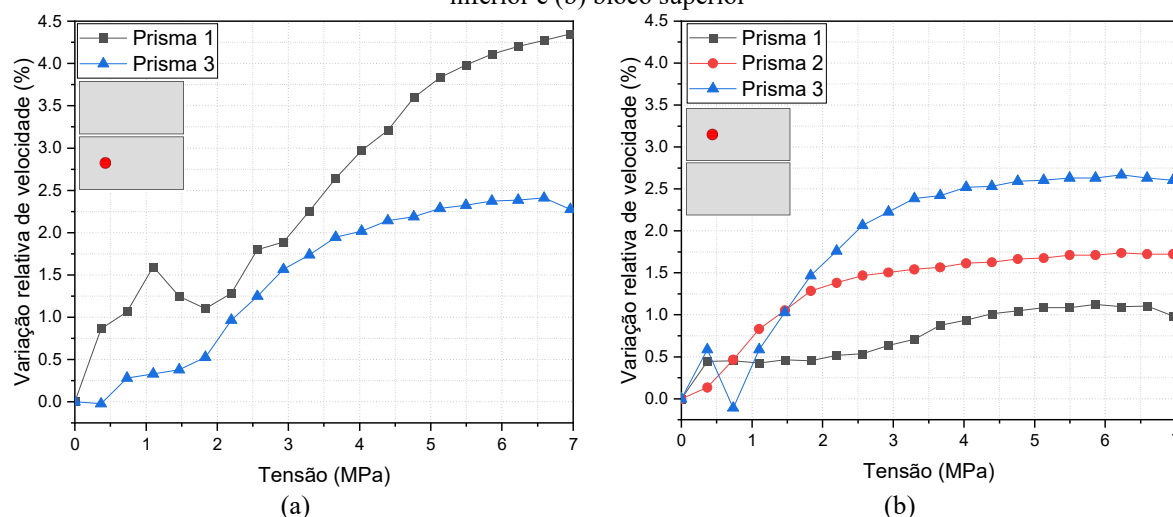 inferior e (b) bloco superior
Variação relativa de velocidade (%)
4.5
4.0
3.5
3.0
2.5
2.0
1.5
1.0
0.5
0.0
Prisma 1
Prisma 3
0 1 2 3 4 5 6 7
Tensão (MPa)
(a)
Variação relativa de velocidade (%)
4.5
4.0
3.5
3.0
2.5
2.0
1.5
1.0
0.5
0.0
Prisma 1
Prisma 2
Prisma 3
0 1 2 3 4 5 6 7
Tensão (MPa)
(b)